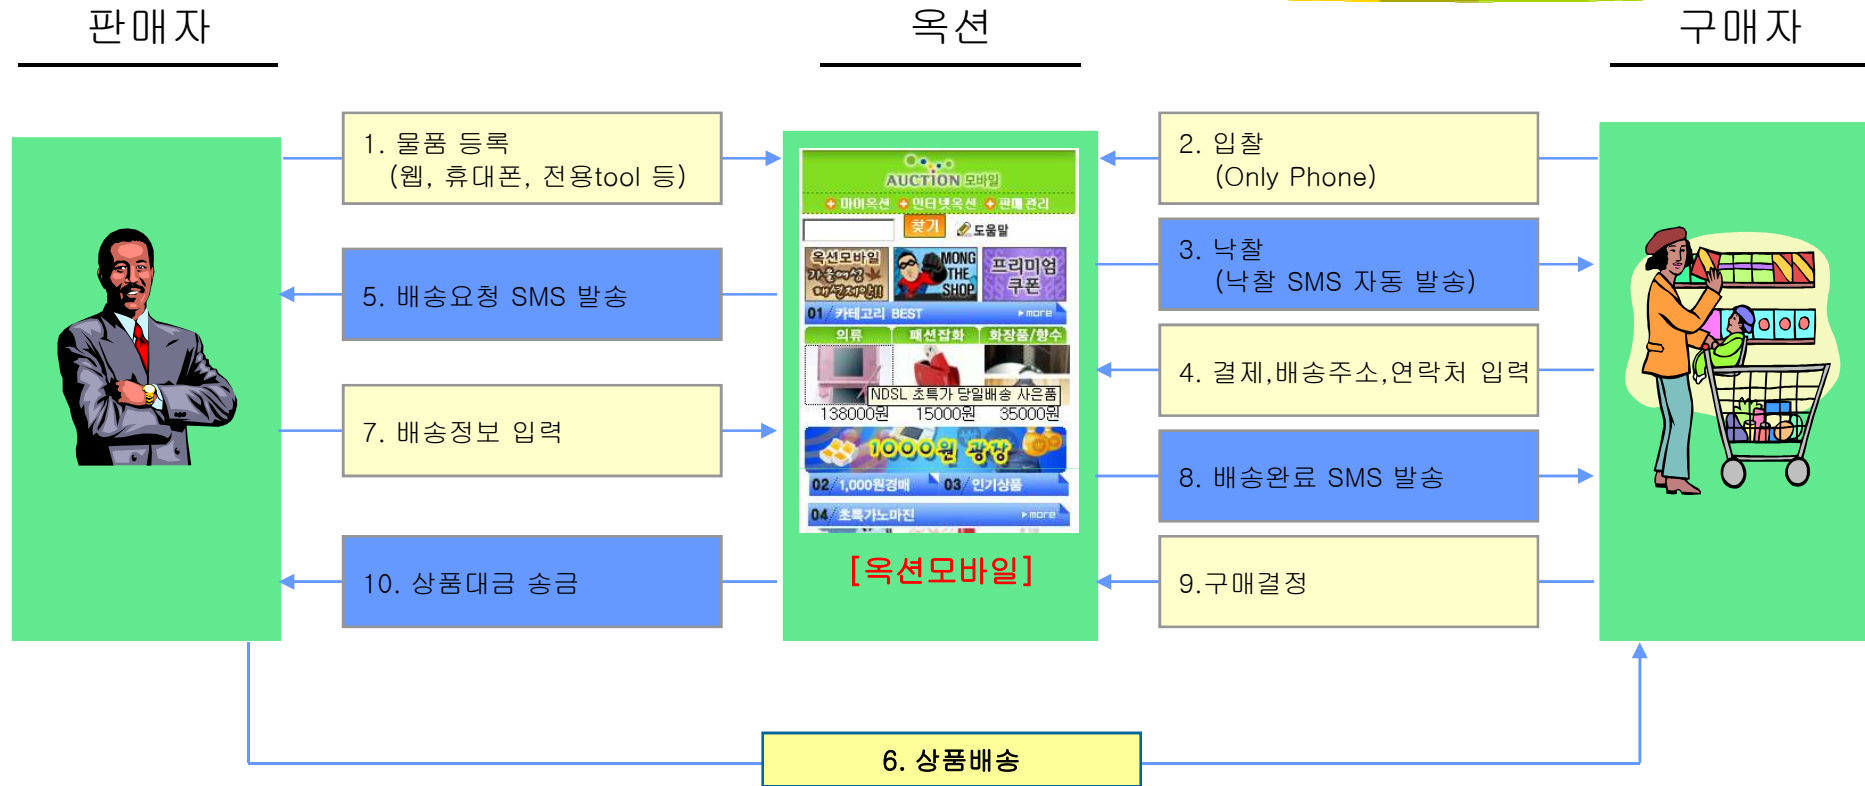 판매자
옥션
구매자
1. 물품 등록
(웹, 휴대폰, 전용tool 등)
5. 배송요청 SMS 발송
7. 배송정보 입력
10. 상품대금 송금
AUCTION 모바일
마이옥션 인터넷옥션 판매관리
찾기 도움말
옥션모바일
MONG THE SHOP
프리미엄 쿠폰
01 카테고리 BEST more
의류 패션잡화 화장품/향수
NDSL 초특가 당일배송 사은품
138000원 15000원 35000원
1000원 광장
02 1,000원경매 03 인기상품
04 초특가노마진 more
[옥션모바일]
2. 입찰
(Only Phone)
3. 낙찰
(낙찰 SMS 자동 발송)
4. 결제,배송주소,연락처 입력
8. 배송완료 SMS 발송
9.구매결정
6. 상품배송